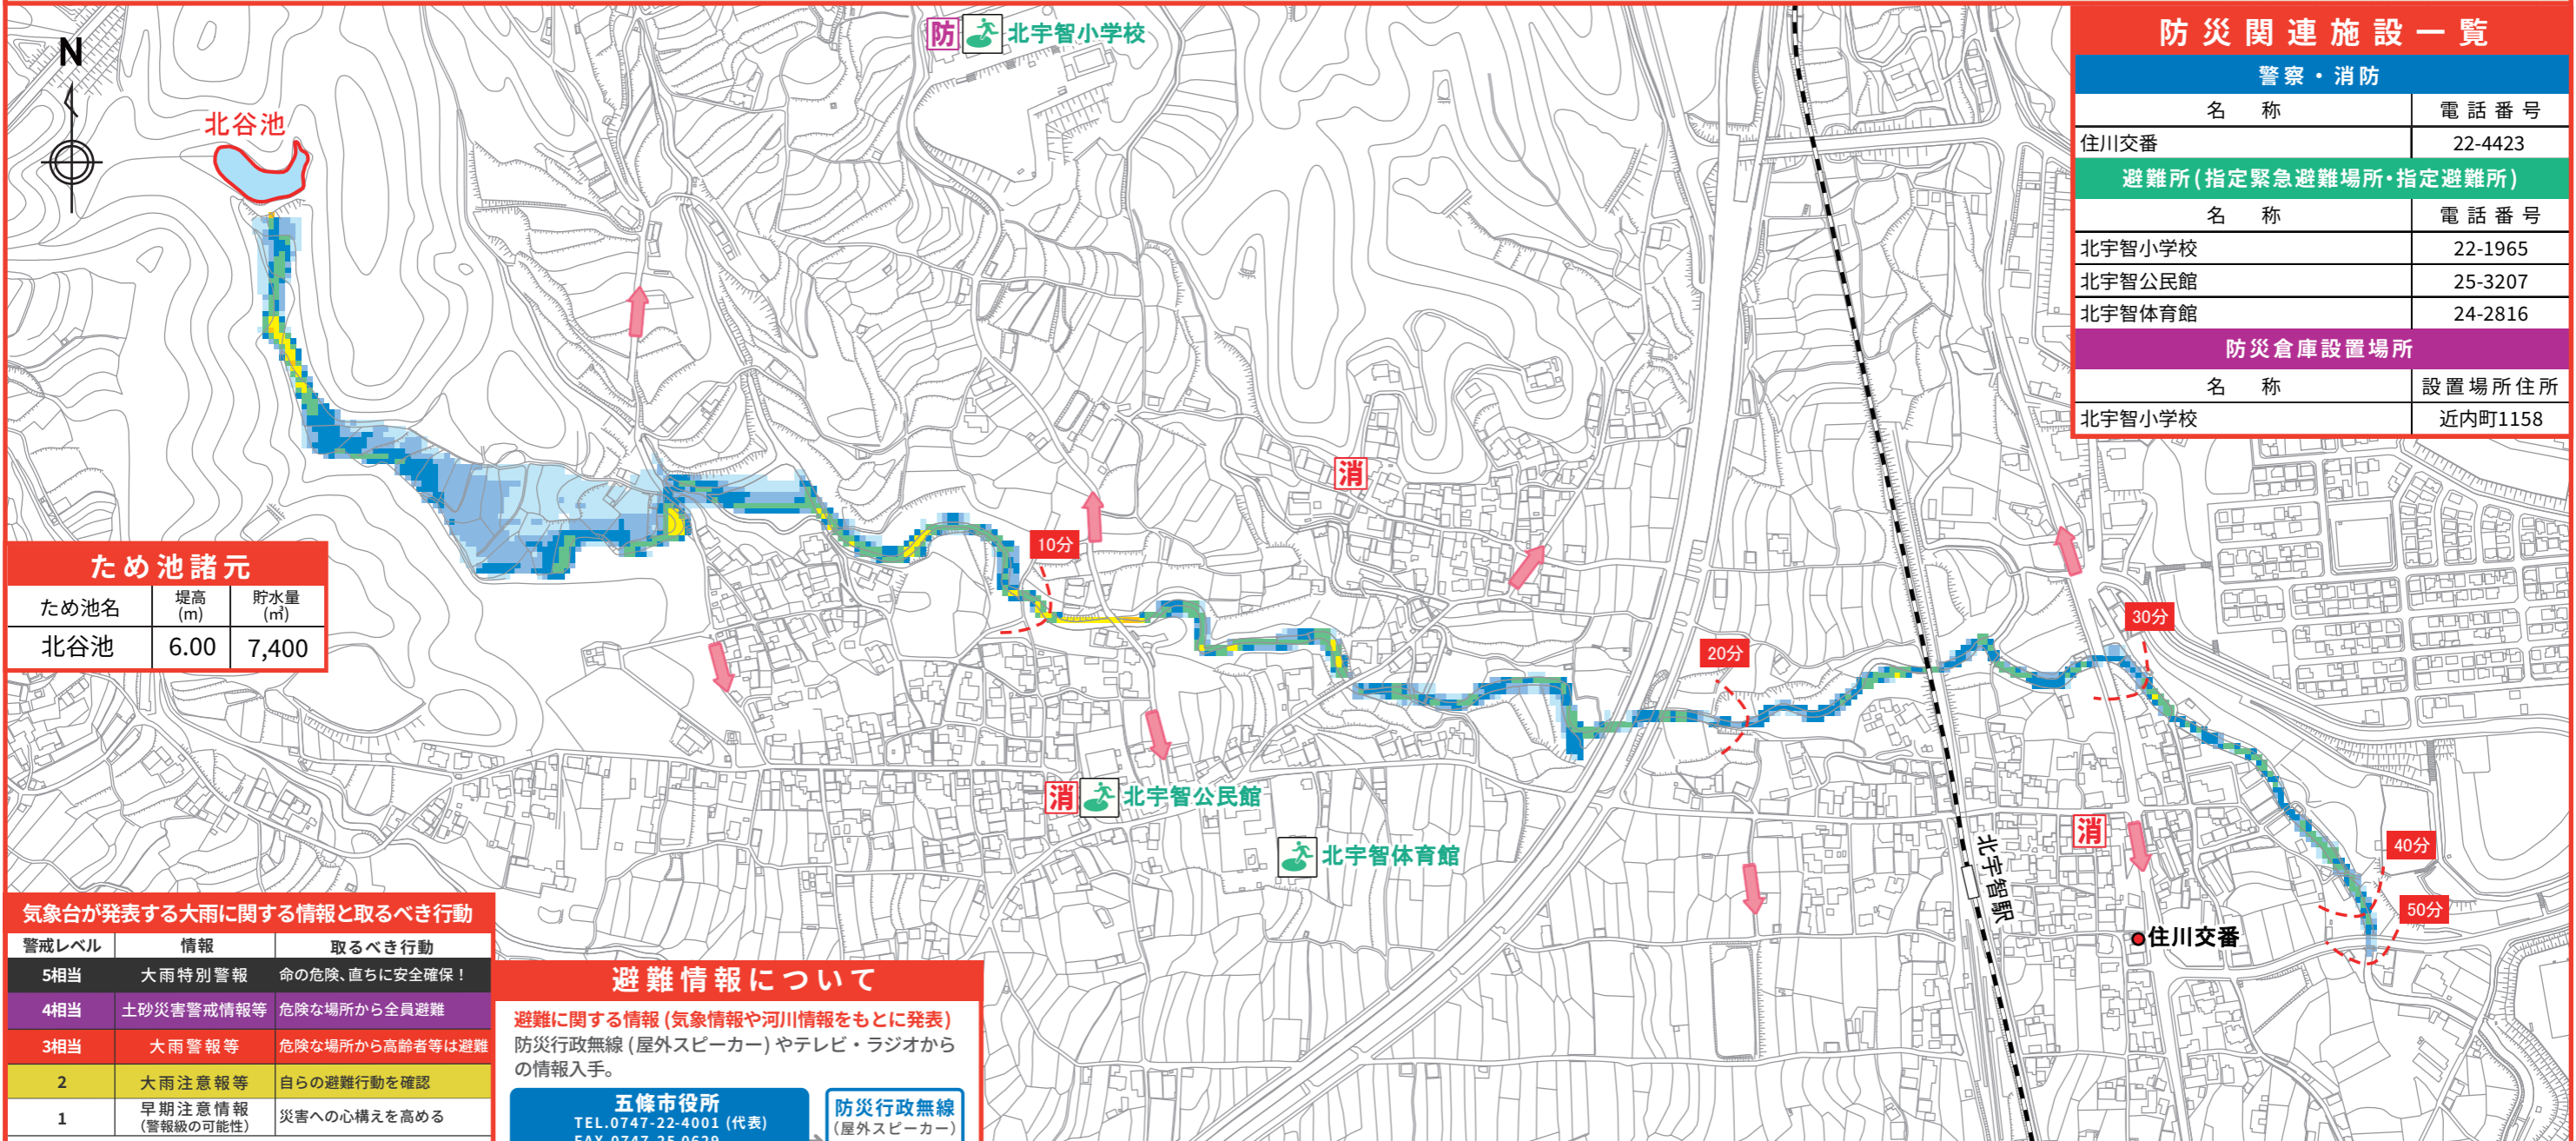 N
北谷池
防 北宇智小学校
防災関連施設一覧
警察・消防
名　称 電話番号
住川交番 22-4423
避難所(指定緊急避難場所・指定避難所)
名　称 電話番号
北宇智小学校 22-1965
北宇智公民館 25-3207
北宇智体育館 24-2816
防災倉庫設置場所
名　称 設置場所住所
北宇智小学校 近内町1158
消
10分
20分
30分
40分
50分
ため池諸元
ため池名 堤高(m) 貯水量(㎥)
北谷池 6.00 7,400
消 北宇智公民館
北宇智体育館
消
北宇智駅
住川交番
気象台が発表する大雨に関する情報と取るべき行動
警戒レベル 情報 取るべき行動
5相当 大雨特別警報 命の危険、直ちに安全確保！
4相当 土砂災害警戒情報等 危険な場所から全員避難
3相当 大雨警報等 危険な場所から高齢者等は避難
2 大雨注意報等 自らの避難行動を確認
1 早期注意情報(警報級の可能性) 災害への心構えを高める
避難情報について
避難に関する情報 (気象情報や河川情報をもとに発表)
防災行政無線 (屋外スピーカー) やテレビ・ラジオから
の情報入手。
五條市役所
TEL.0747-22-4001 (代表)
FAX.0747-25-0629
防災行政無線
(屋外スピーカー)